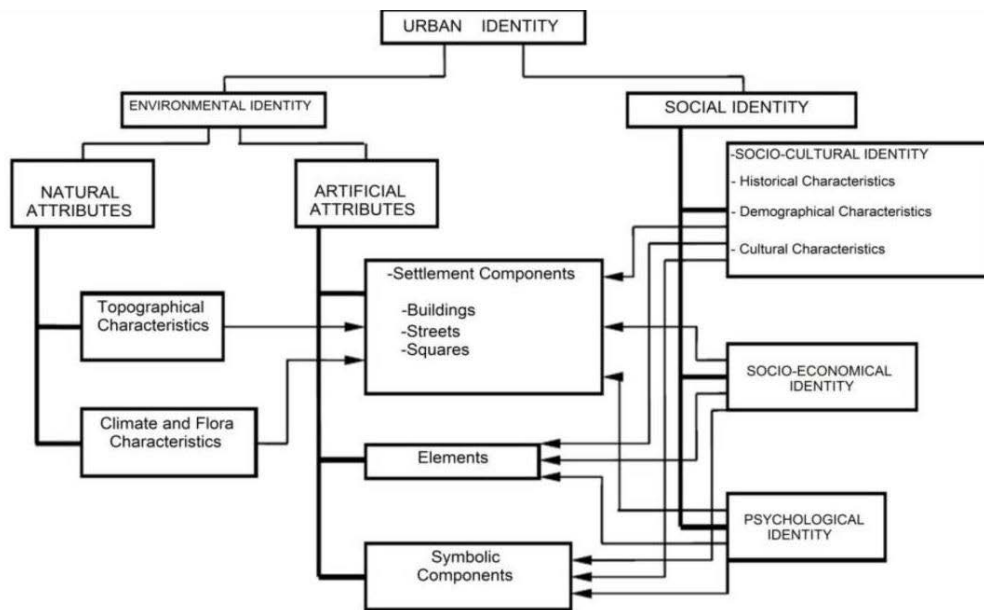 URBAN IDENTITY
ENVIRONMENTAL IDENTITY
SOCIAL IDENTITY
NATURAL
ATTRIBUTES
ARTIFICIAL
ATTRIBUTES
-SOCIO-CULTURAL IDENTITY
- Historical Characteristics
- Demographical Characteristics
- Cultural Characteristics
-Settlement Components
-Buildings
-Streets
-Squares
Topographical
Characteristics
Climate and Flora
Characteristics
SOCIO-ECONOMICAL
IDENTITY
Elements
PSYCHOLOGICAL
IDENTITY
Symbolic
Components